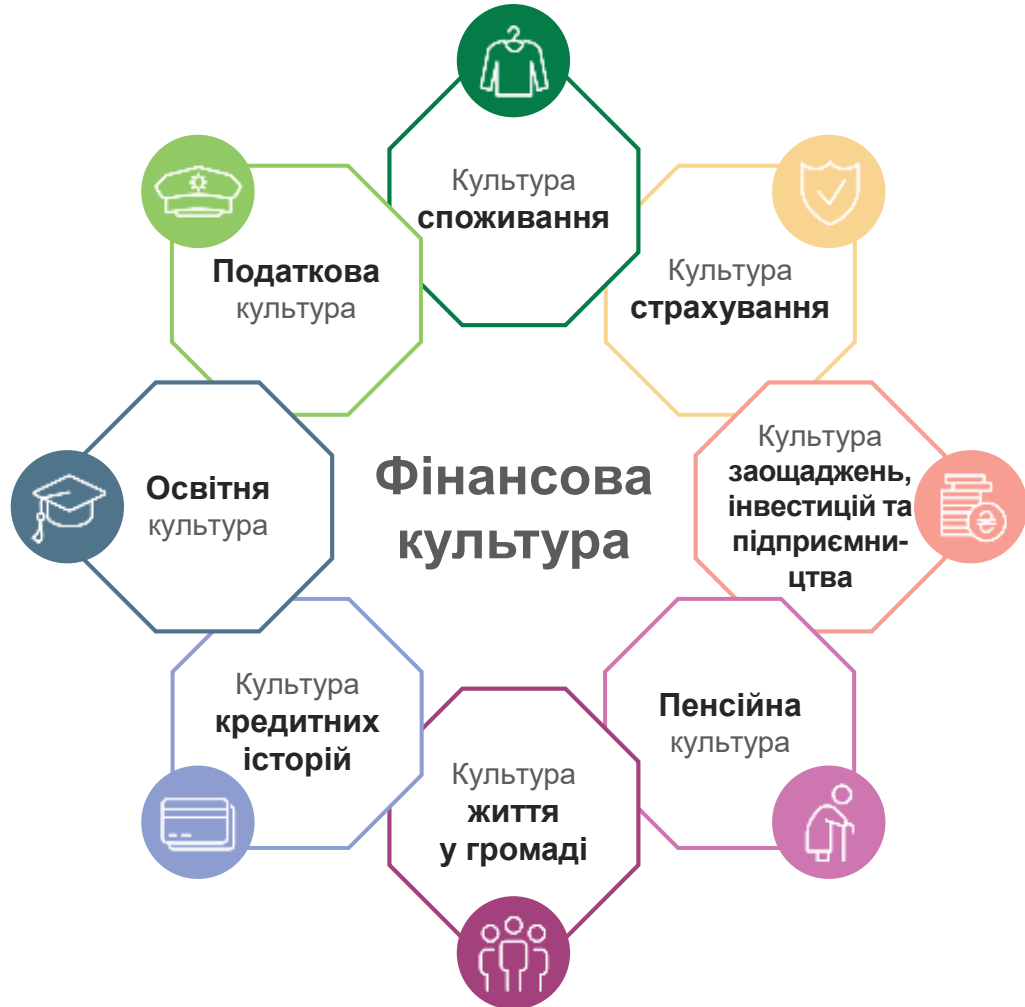 Культура
споживання
Податкова
культура
Культура
страхування
Освітня
культура
Фінансова
культура
Культура
заощаджень,
інвестицій та
підприємни-
цтва
Культура
кредитних
історій
Культура
життя
у громаді
Пенсійна
культура